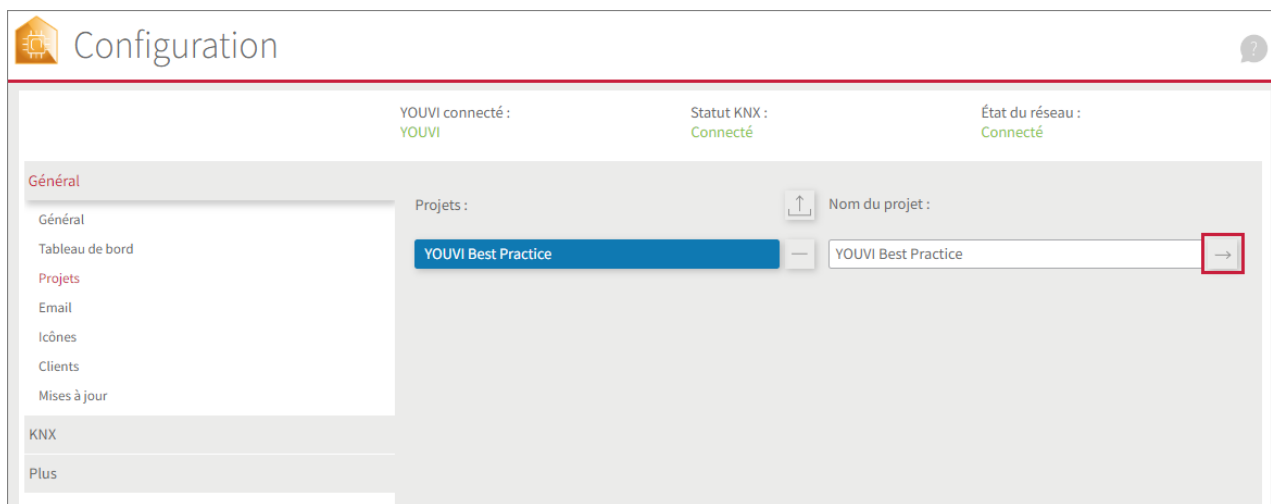 Configuration
?
YOUVI connecté :
YOUVI
Statut KNX :
Connecté
État du réseau :
Connecté
Général
Général
Tableau de bord
Projets
Email
Icônes
Clients
Mises à jour
KNX
Plus
Projets :
Nom du projet :
YOUVI Best Practice
YOUVI Best Practice